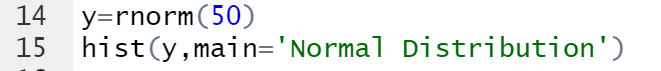 14 y=rnorm(50)
15 hist(y,main='Normal Distribution')